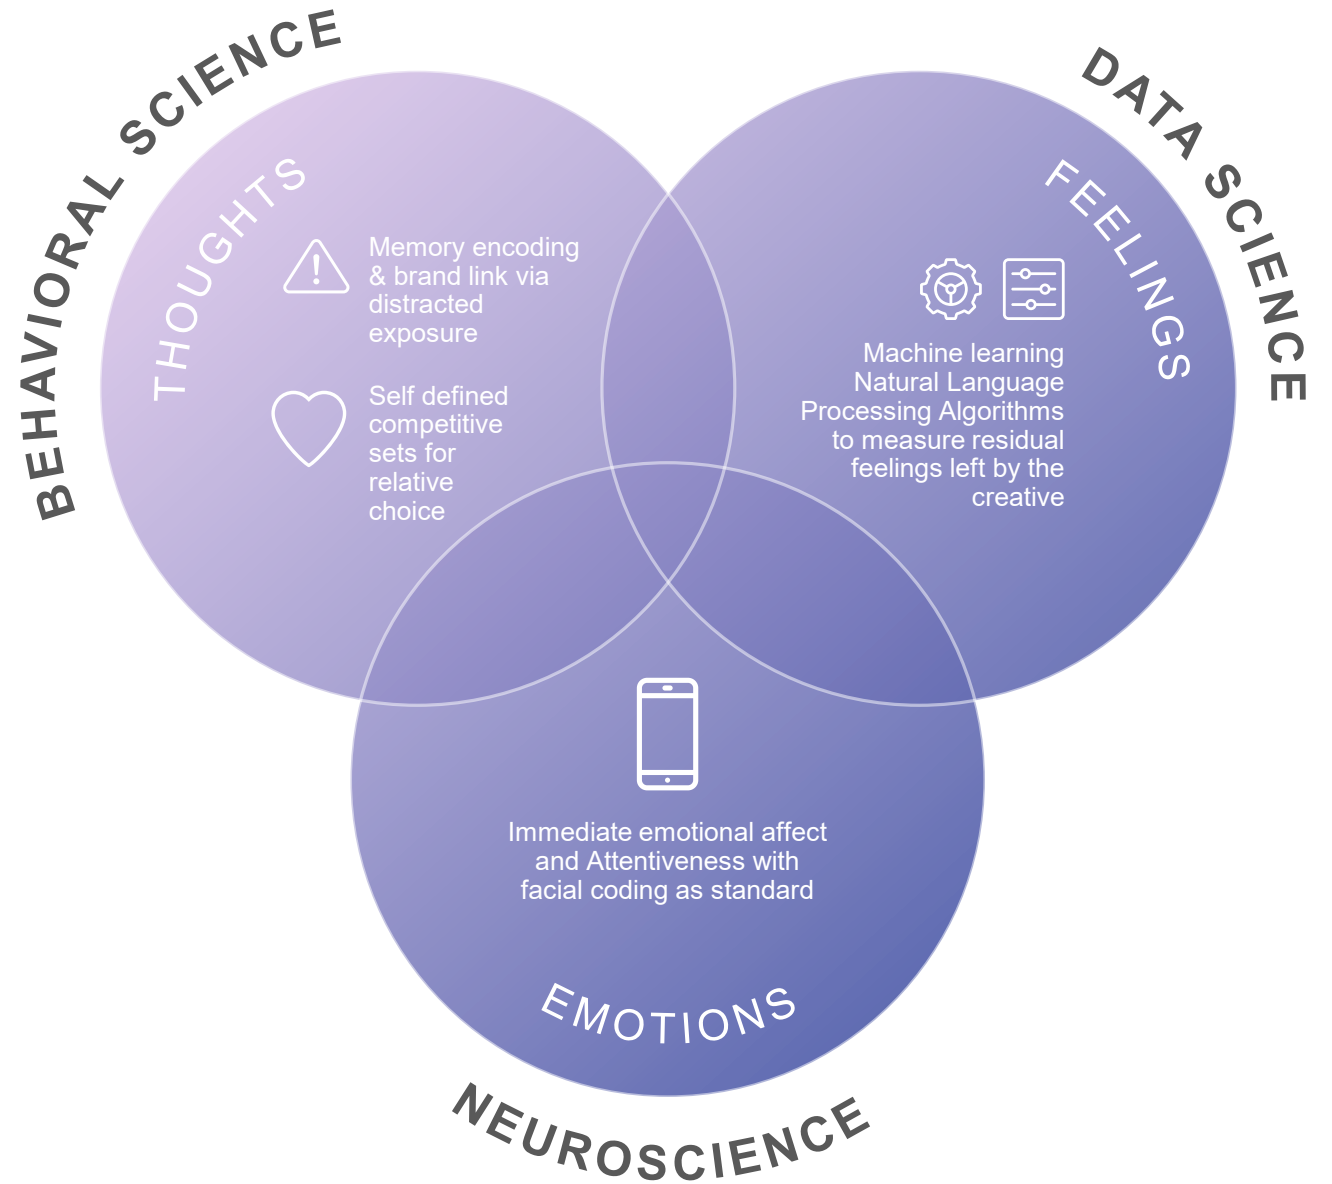 BEHAVIORAL SCIENCE
THOUGHTS
Memory encoding
& brand link via
distracted
exposure
Self defined
competitive
sets for
relative
choice
DATA SCIENCE
FEELINGS
Machine learning
Natural Language
Processing Algorithms
to measure residual
feelings left by the
creative
Immediate emotional affect
and Attentiveness with
facial coding as standard
EMOTIONS
NEUROSCIENCE